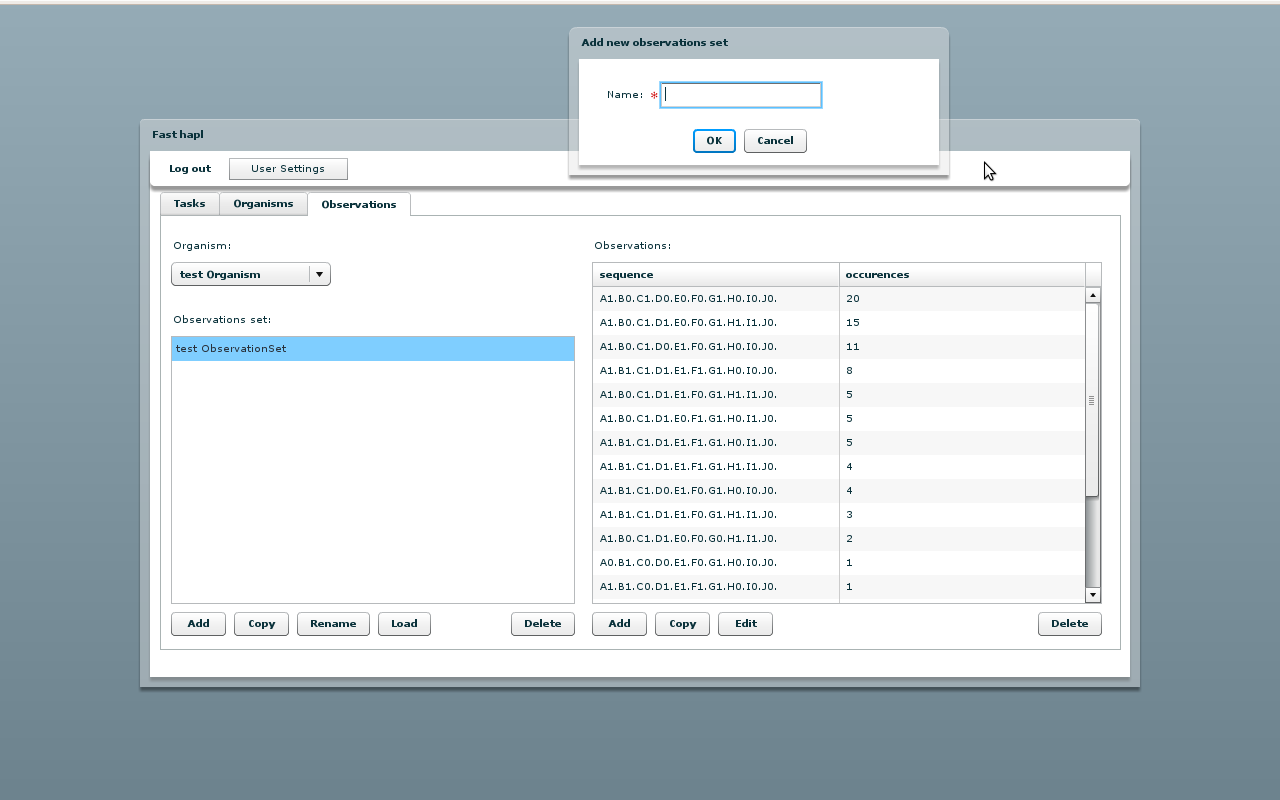 Add new observations set
Name: *
OK Cancel
Fast hapl
Log out User Settings
Tasks Organisms Observations
Organism:
test Organism
Observations set:
test ObservationSet
Add Copy Rename Load Delete
Observations:
sequence occurences
A1.B0.C1.D0.E0.F0.G1.H0.I0.J0. 20
A1.B0.C1.D1.E0.F0.G1.H1.I1.J0. 15
A1.B0.C1.D0.E1.F0.G1.H0.I0.J0. 11
A1.B1.C1.D1.E1.F1.G1.H0.I0.J0. 8
A1.B0.C1.D1.E1.F0.G1.H1.I1.J0. 5
A1.B0.C1.D1.E0.F1.G1.H0.I0.J0. 5
A1.B1.C1.D1.E1.F0.G1.H1.I1.J0. 5
A1.B1.C1.D1.E1.F1.G1.H1.I1.J0. 4
A1.B1.C1.D0.E1.F0.G1.H0.I0.J0. 4
A1.B1.C1.D1.E0.F0.G1.H1.I1.J0. 3
A1.B0.C1.D1.E1.F0.G0.H1.I1.J0. 2
A0.B1.C0.D0.E1.F0.G1.H0.I0.J0. 1
A1.B1.C0.D1.E1.F1.G1.H0.I0.J0. 1
Add Copy Edit Delete